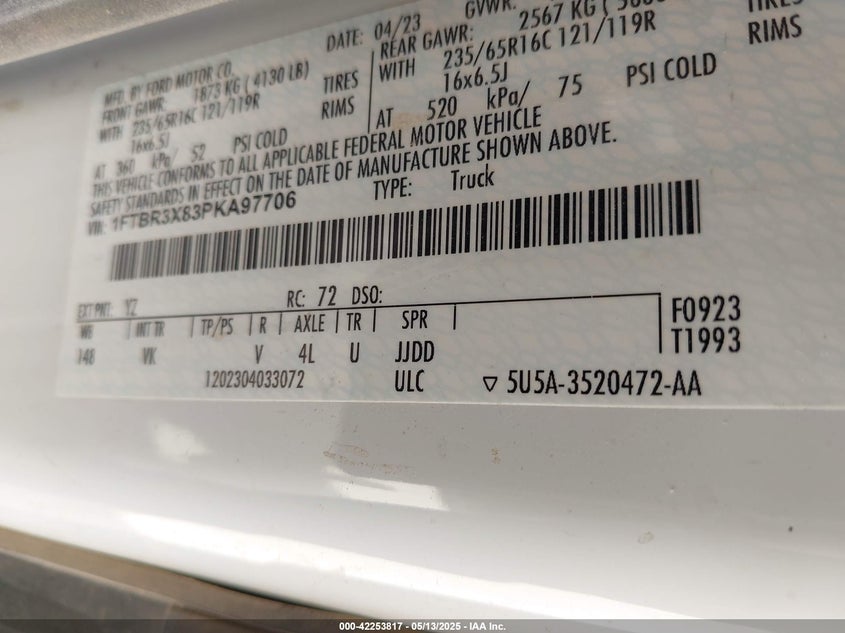 DATE: 04/23 GVWR:
MFD. BY FORD MOTOR CO.
FRONT GAWR: 1873 KG ( 4130 LB)
WITH 235/65R16C 121/119R TIRES
16x6.5J RIMS
AT 360 kPa/ 52 PSI COLD
REAR GAWR: 2567 KG (
WITH 235/65R16C 121/119R TIRES
16x6.5J RIMS
AT 520 kPa/ 75 PSI COLD
THIS VEHICLE CONFORMS TO ALL APPLICABLE FEDERAL MOTOR VEHICLE
SAFETY STANDARDS IN EFFECT ON THE DATE OF MANUFACTURE SHOWN ABOVE.
VIN: 1FTBR3X83PKA97706 TYPE: Truck
EXT PNT: YZ RC: 72 DSO:
WB | INT TR | TP/PS | R | AXLE | TR | SPR | F0923
148 VK V 4L U JJDD T1993
1202304033072 ULC ▽ 5U5A-3520472-AA
000-42253817 - 05/13/2025 - IAA Inc.